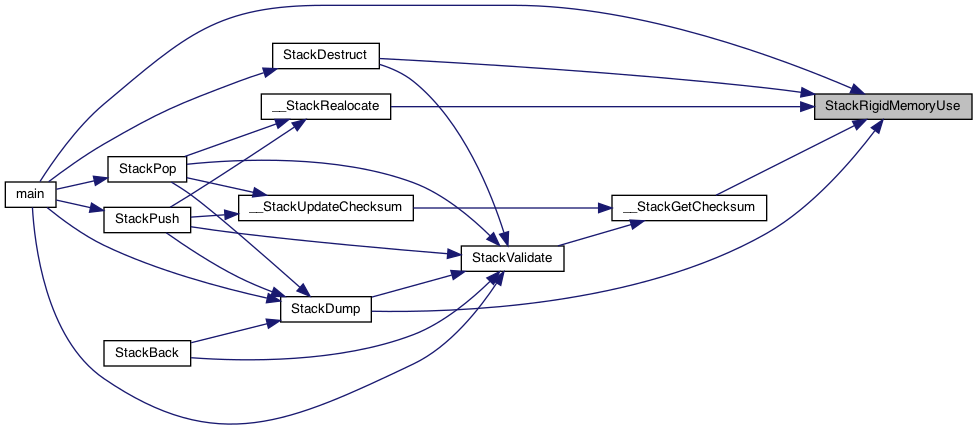 StackDestruct
StackRigidMemoryUse
__StackRealocate
StackPop
main
__StackUpdateChecksum
__StackGetChecksum
StackPush
StackValidate
StackDump
StackBack